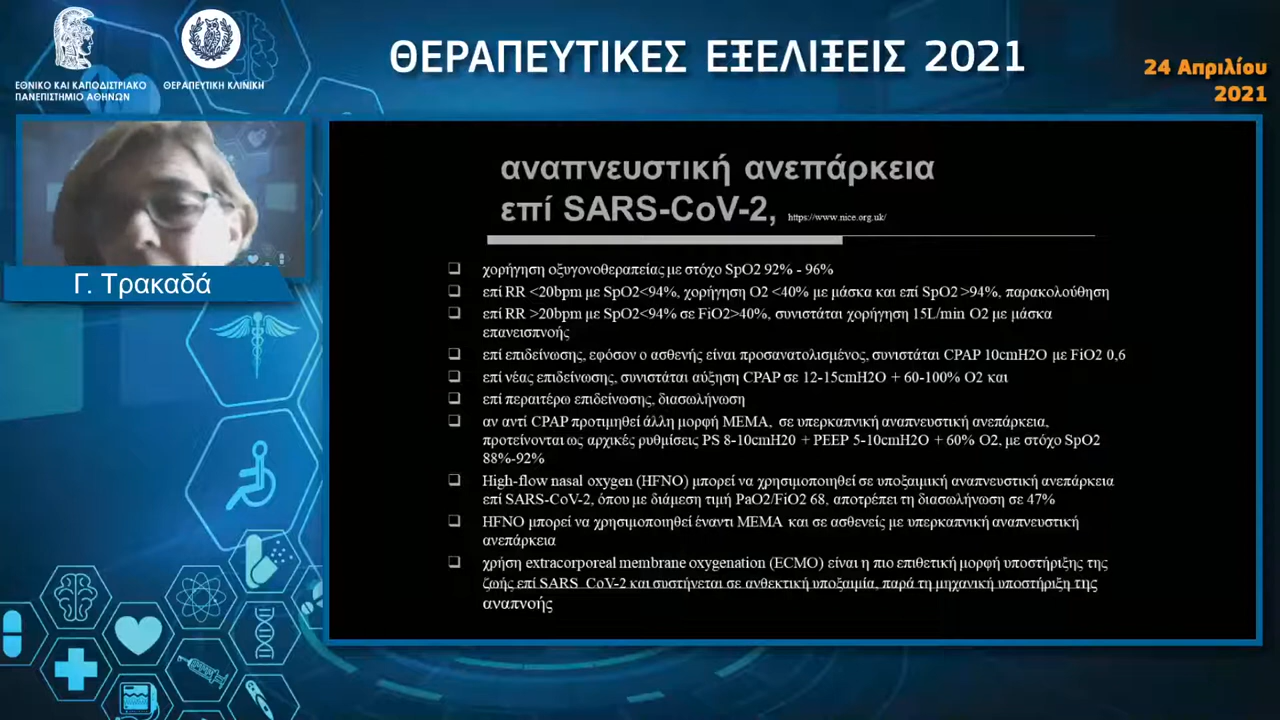 ΕΘΝΙΚΟ ΚΑΙ ΚΑΠΟΔΙΣΤΡΙΑΚΟ
ΠΑΝΕΠΙΣΤΗΜΙΟ ΑΘΗΝΩΝ
ΘΕΡΑΠΕΥΤΙΚΗ ΚΛΙΝΙΚΗ
ΘΕΡΑΠΕΥΤΙΚΕΣ ΕΞΕΛΙΞΕΙΣ 2021
24 Απριλίου
2021
Γ. Τρακαδά
αναπνευστική ανεπάρκεια
επί SARS-CoV-2, https://www.nice.org.uk/
❑ χορήγηση οξυγονοθεραπείας με στόχο SpO2 92% - 96%
❑ επί RR <20bpm με SpO2<94%, χορήγηση O2 <40% με μάσκα και επί SpO2 >94%, παρακολούθηση
❑ επί RR >20bpm με SpO2<94% σε FiO2>40%, συνιστάται χορήγηση 15L/min O2 με μάσκα
επανεισπνοής
❑ επί επιδείνωσης, εφόσον ο ασθενής είναι προσανατολισμένος, συνιστάται CPAP 10cmH2O με FiO2 0,6
❑ επί νέας επιδείνωσης, συνιστάται αύξηση CPAP σε 12-15cmH2O + 60-100% O2 και
❑ επί περαιτέρω επιδείνωσης, διασωλήνωση
❑ αν αντί CPAP προτιμηθεί άλλη μορφή ΜΕΜΑ, σε υπερκαπνική αναπνευστική ανεπάρκεια,
προτείνονται ως αρχικές ρυθμίσεις PS 8-10cmH20 + PEEP 5-10cmH2O + 60% O2, με στόχο SpO2
88%-92%
❑ High-flow nasal oxygen (HFNO) μπορεί να χρησιμοποιηθεί σε υποξαιμική αναπνευστική ανεπάρκεια
επί SARS-CoV-2, όπου με διάμεση τιμή PaO2/FiO2 68, αποτρέπει τη διασωλήνωση σε 47%
❑ HFNO μπορεί να χρησιμοποιηθεί έναντι ΜΕΜΑ και σε ασθενείς με υπερκαπνική αναπνευστική
ανεπάρκεια
❑ χρήση extracorporeal membrane oxygenation (ECMO) είναι η πιο επιθετική μορφή υποστήριξης της
ζωής επί SARS_CoV-2 και συστήνεται σε ανθεκτική υποξαιμία, παρά τη μηχανική υποστήριξη της
αναπνοής